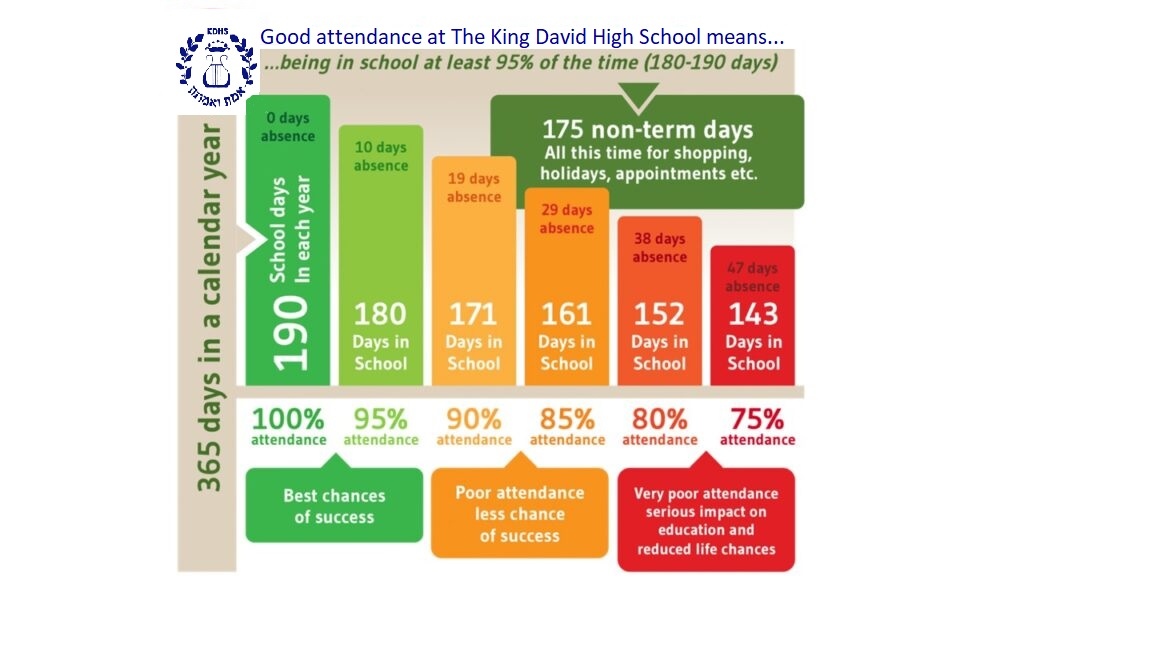 KDHS
אמת ואמונה
Good attendance at The King David High School means...
...being in school at least 95% of the time (180-190 days)
365 days in a calendar year
175 non-term days
All this time for shopping,
holidays, appointments etc.
0 days
absence
190 School days
In each year
10 days
absence
180
Days in
School
19 days
absence
171
Days in
School
29 days
absence
161
Days in
School
38 days
absence
152
Days in
School
47 days
absence
143
Days in
School
100%
attendance
95%
attendance
90%
attendance
85%
attendance
80%
attendance
75%
attendance
Best chances
of success
Poor attendance
less chance
of success
Very poor attendance
serious impact on
education and
reduced life chances